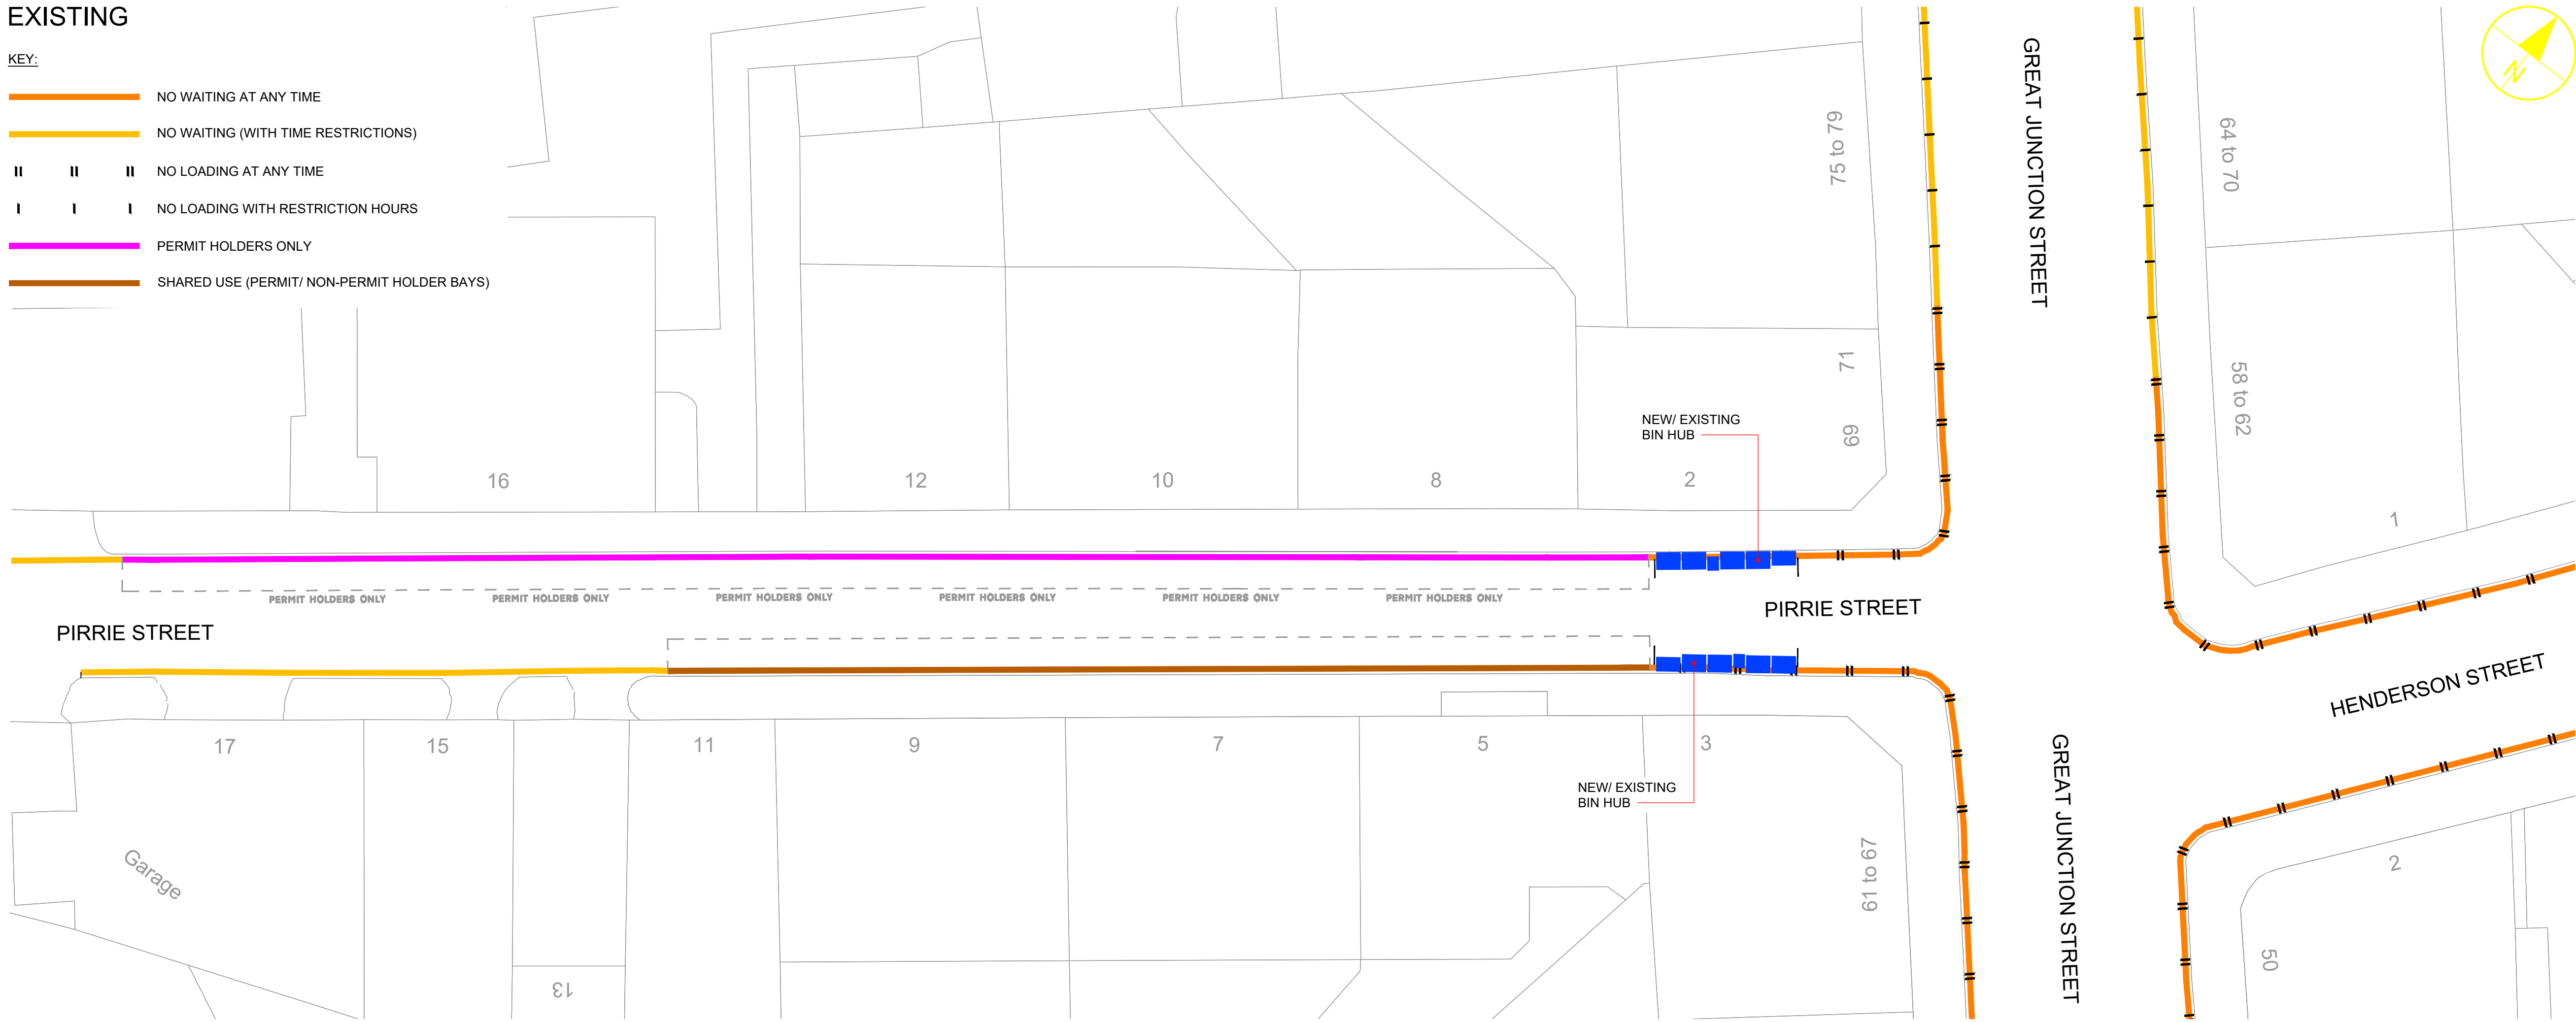 EXISTING
KEY:
NO WAITING AT ANY TIME
NO WAITING (WITH TIME RESTRICTIONS)
NO LOADING AT ANY TIME
NO LOADING WITH RESTRICTION HOURS
PERMIT HOLDERS ONLY
SHARED USE (PERMIT/ NON-PERMIT HOLDER BAYS)
N
GREAT JUNCTION STREET
75 to 79
64 to 70
71
69
58 to 62
NEW/ EXISTING
BIN HUB
16
12
10
8
2
1
PERMIT HOLDERS ONLY
PERMIT HOLDERS ONLY
PERMIT HOLDERS ONLY
PERMIT HOLDERS ONLY
PERMIT HOLDERS ONLY
PERMIT HOLDERS ONLY
PIRRIE STREET
PIRRIE STREET
HENDERSON STREET
17
15
11
9
7
5
3
NEW/ EXISTING
BIN HUB
GREAT JUNCTION STREET
Garage
61 to 67
2
13
50